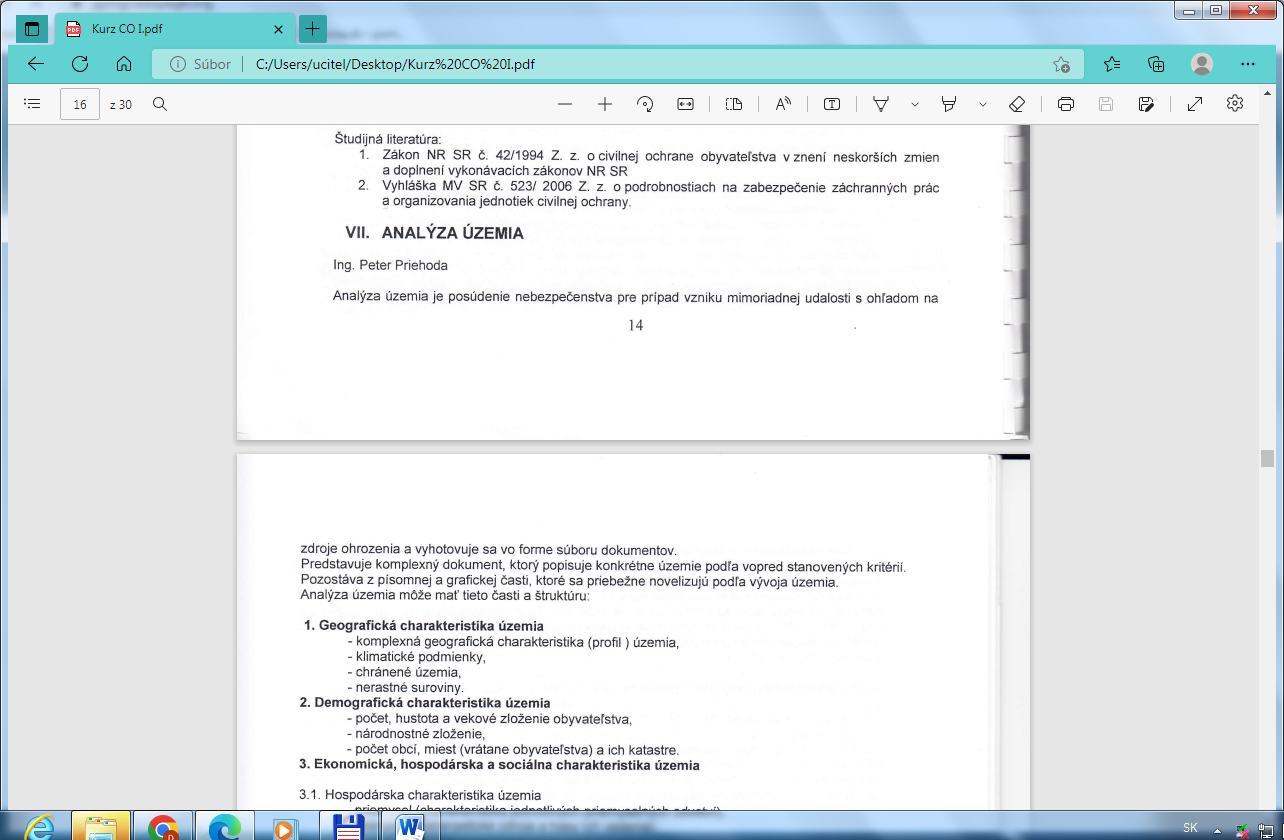 Kurz CO I.pdf
Súbor C:/Users/ucitel/Desktop/Kurz%20CO%20I.pdf
16 z 30
Študijná literatúra:
1. Zákon NR SR č. 42/1994 Z. z. o civilnej ochrane obyvateľstva v znení neskorších zmien
a doplnení vykonávacích zákonov NR SR
2. Vyhláška MV SR č. 523/ 2006 Z. z. o podrobnostiach na zabezpečenie záchranných prác
a organizovania jednotiek civilnej ochrany.
VII. ANALÝZA ÚZEMIA
Ing. Peter Priehoda
Analýza územia je posúdenie nebezpečenstva pre prípad vzniku mimoriadnej udalosti s ohľadom na
14
zdroje ohrozenia a vyhotovuje sa vo forme súboru dokumentov.
Predstavuje komplexný dokument, ktorý popisuje konkrétne územie podľa vopred stanovených kritérií.
Pozostáva z písomnej a grafickej časti, ktoré sa priebežne novelizujú podľa vývoja územia.
Analýza územia môže mať tieto časti a štruktúru:
1. Geografická charakteristika územia
- komplexná geografická charakteristika (profil ) územia,
- klimatické podmienky,
- chránené územia,
- nerastné suroviny.
2. Demografická charakteristika územia
- počet, hustota a vekové zloženie obyvateľstva,
- národnostné zloženie,
- počet obcí, miest (vrátane obyvateľstva) a ich katastre.
3. Ekonomická, hospodárska a sociálna charakteristika územia
3.1. Hospodárska charakteristika územia
- priemysel (charakteristika jednotlivých priemyselných odvetví),
SK